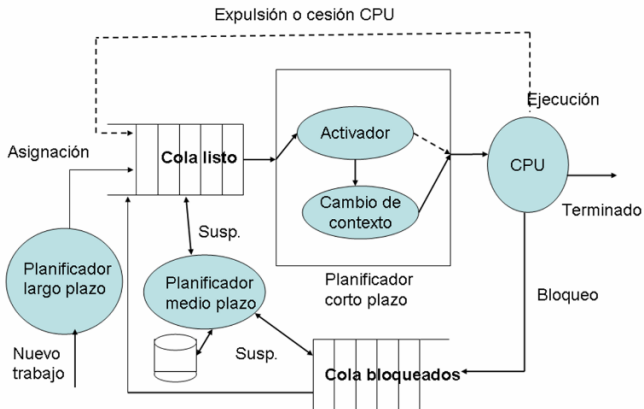 Expulsión o cesión CPU
Ejecución
Activador
Asignación
Cola listo
CPU
Cambio de
contexto
Terminado
Susp.
Planificador
largo plazo
Planificador
medio plazo
Planificador
corto plazo
Bloqueo
Nuevo
trabajo
Susp.
Cola bloqueados